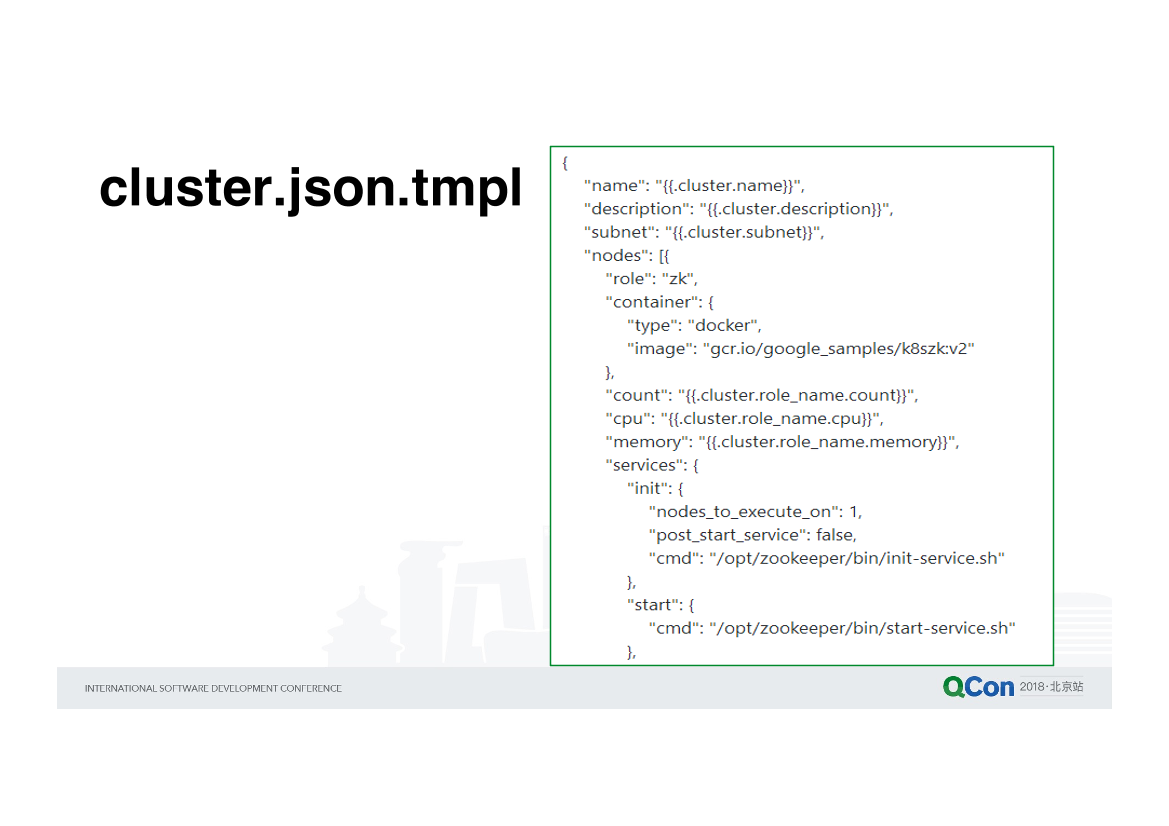 cluster.json.tmpl
{
"name": "{{.cluster.name}}",
"description": "{{.cluster.description}}",
"subnet": "{{.cluster.subnet}}",
"nodes": [{
"role": "zk",
"container": {
"type": "docker",
"image": "gcr.io/google_samples/k8szk:v2"
},
"count": "{{.cluster.role_name.count}}",
"cpu": "{{.cluster.role_name.cpu}}",
"memory": "{{.cluster.role_name.memory}}",
"services": {
"init": {
"nodes_to_execute_on": 1,
"post_start_service": false,
"cmd": "/opt/zookeeper/bin/init-service.sh"
},
"start": {
"cmd": "/opt/zookeeper/bin/start-service.sh"
},
INTERNATIONAL SOFTWARE DEVELOPMENT CONFERENCE
QCon 2018·北京站